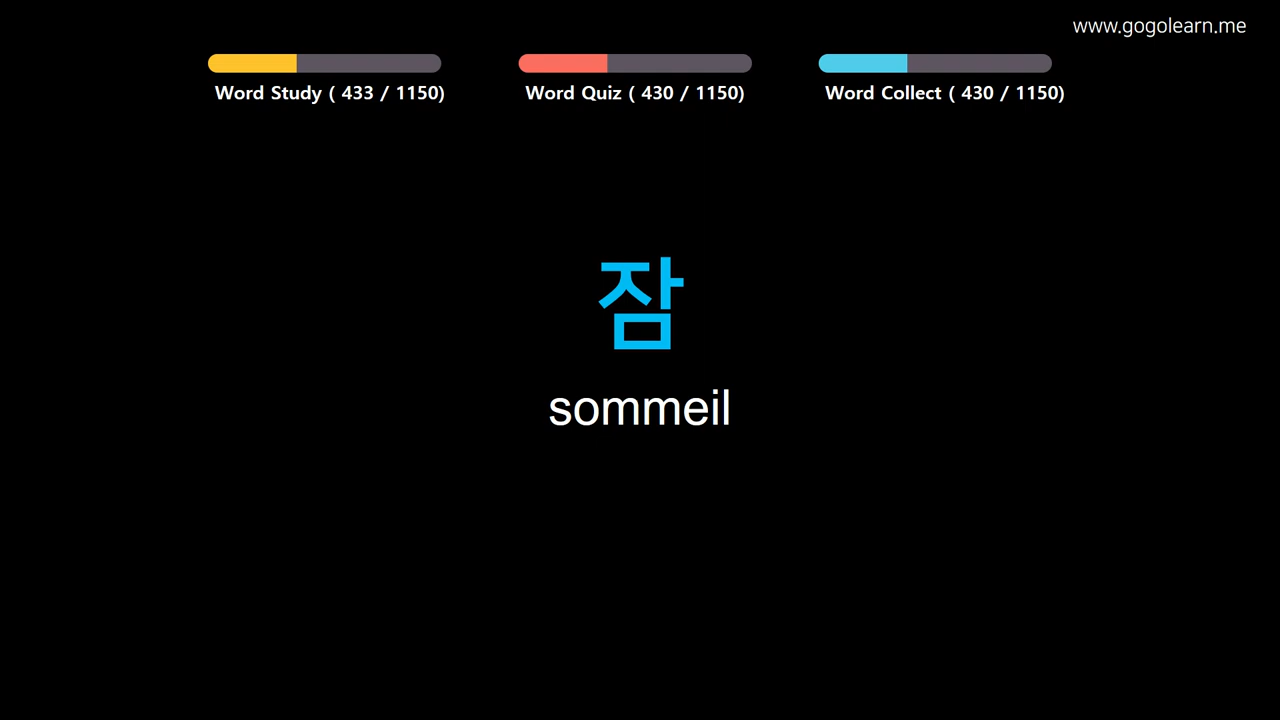 www.gogolearn.me
Word Study ( 433 / 1150)
Word Quiz ( 430 / 1150)
Word Collect ( 430 / 1150)
잠
sommeil